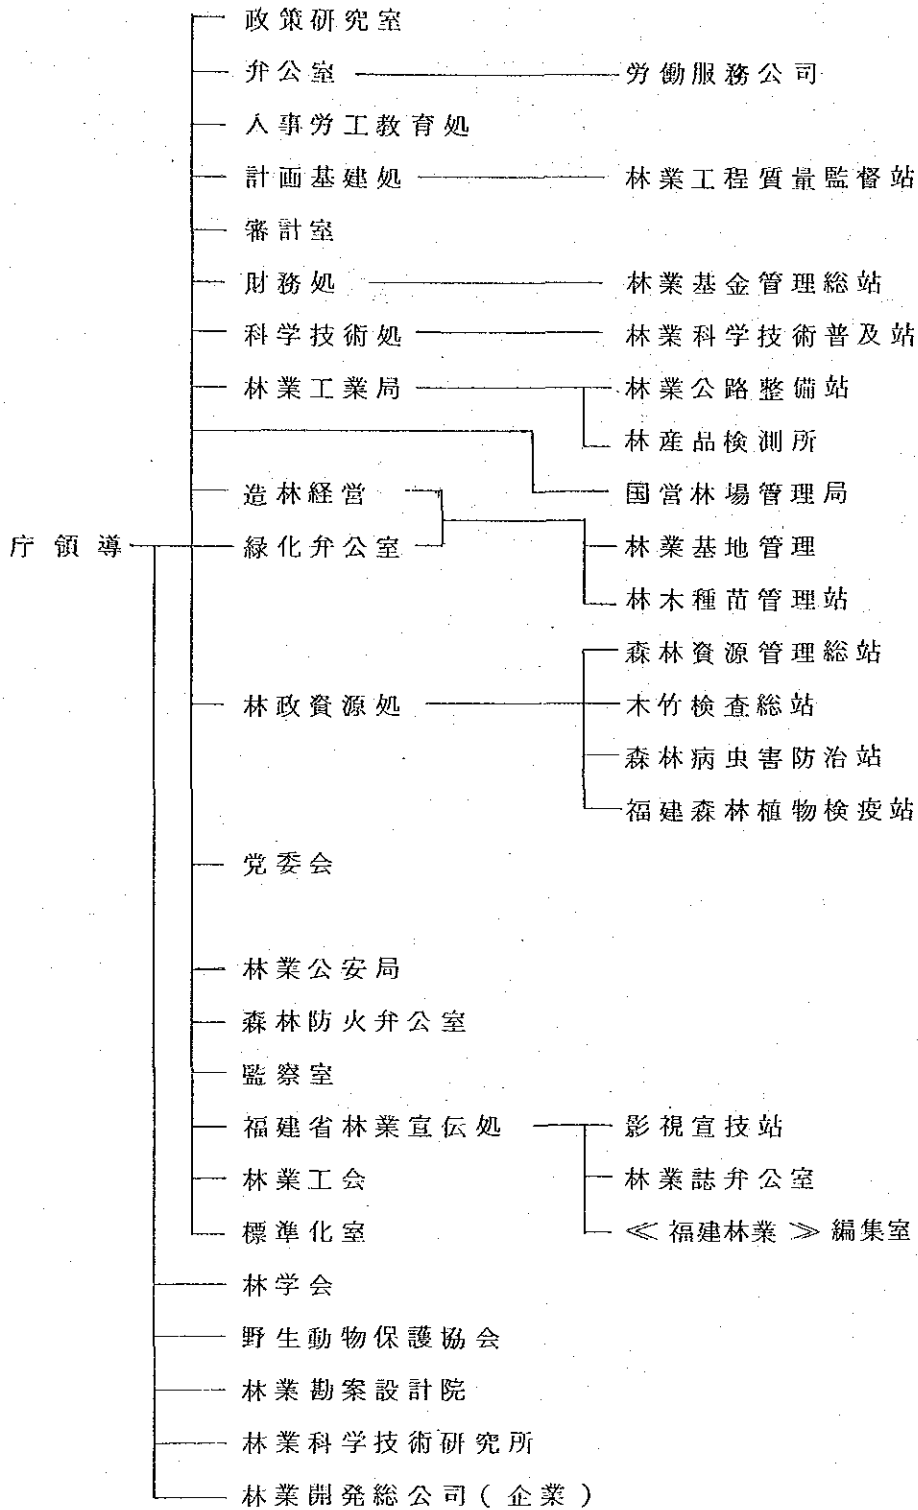 政策研究室
弁公室 労働服務公司
人事労工教育処
計画基建処 林業工程質量監督站
審計室
財務処 林業基金管理総站
科学技術処 林業科学技術普及站
林業工業局 林業公路整備站
林産品検測所
造林経営 国営林場管理局
庁領導 緑化弁公室 林業基地管理
林木種苗管理站
森林資源管理総站
林政資源処 木竹検査総站
森林病虫害防治站
福建森林植物検疫站
党委会
林業公安局
森林防火弁公室
監察室
福建省林業宣伝処 影視宣技站
林業工会 林業誌弁公室
標準化室 ≪福建林業≫編集室
林学会
野生動物保護協会
林業勘案設計院
林業科学技術研究所
林業開発総公司(企業)